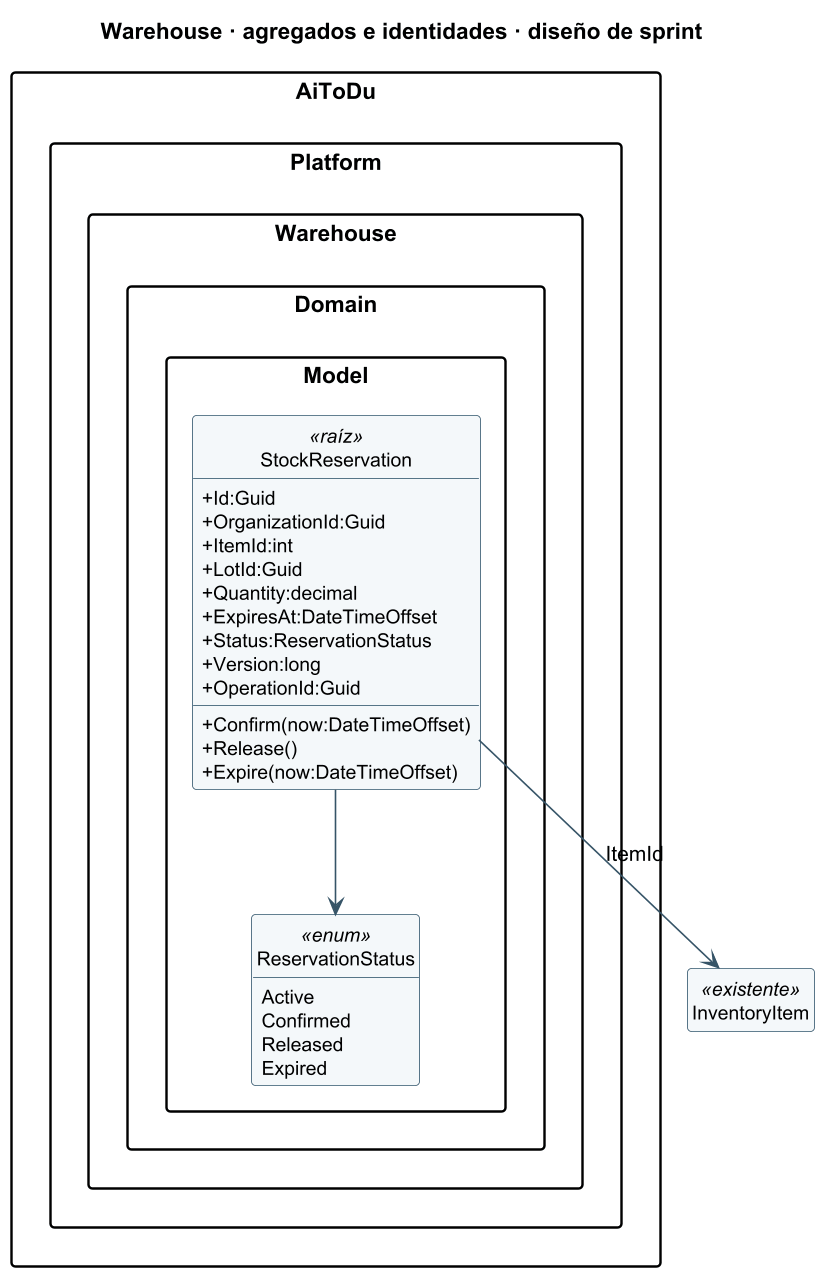 Warehouse · agregados e identidades · diseño de sprint
AiToDu
Platform
Warehouse
Domain
Model
«raíz»
StockReservation
+Id:Guid
+OrganizationId:Guid
+ItemId:int
+LotId:Guid
+Quantity:decimal
+ExpiresAt:DateTimeOffset
+Status:ReservationStatus
+Version:long
+OperationId:Guid
+Confirm(now:DateTimeOffset)
+Release()
+Expire(now:DateTimeOffset)
ItemId
«enum»
ReservationStatus
Active
Confirmed
Released
Expired
«existente»
InventoryItem